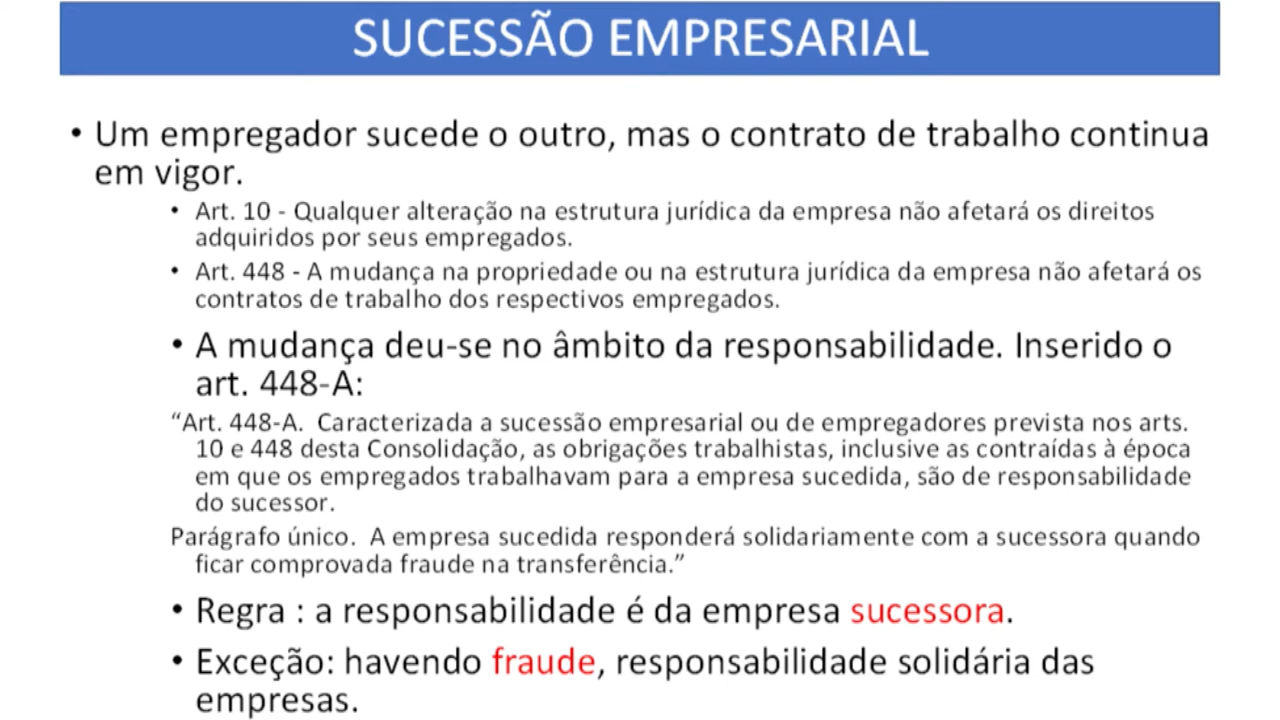 SUCESSÃO EMPRESARIAL
• Um empregador sucede o outro, mas o contrato de trabalho continua
em vigor.
• Art. 10 - Qualquer alteração na estrutura jurídica da empresa não afetará os direitos
adquiridos por seus empregados.
• Art. 448 - A mudança na propriedade ou na estrutura jurídica da empresa não afetará os
contratos de trabalho dos respectivos empregados.
• A mudança deu-se no âmbito da responsabilidade. Inserido o
art. 448-A:
“Art. 448-A.  Caracterizada a sucessão empresarial ou de empregadores prevista nos arts.
10 e 448 desta Consolidação, as obrigações trabalhistas, inclusive as contraídas à época
em que os empregados trabalhavam para a empresa sucedida, são de responsabilidade
do sucessor.
Parágrafo único.  A empresa sucedida responderá solidariamente com a sucessora quando
ficar comprovada fraude na transferência.”
• Regra : a responsabilidade é da empresa sucessora.
• Exceção: havendo fraude, responsabilidade solidária das
empresas.